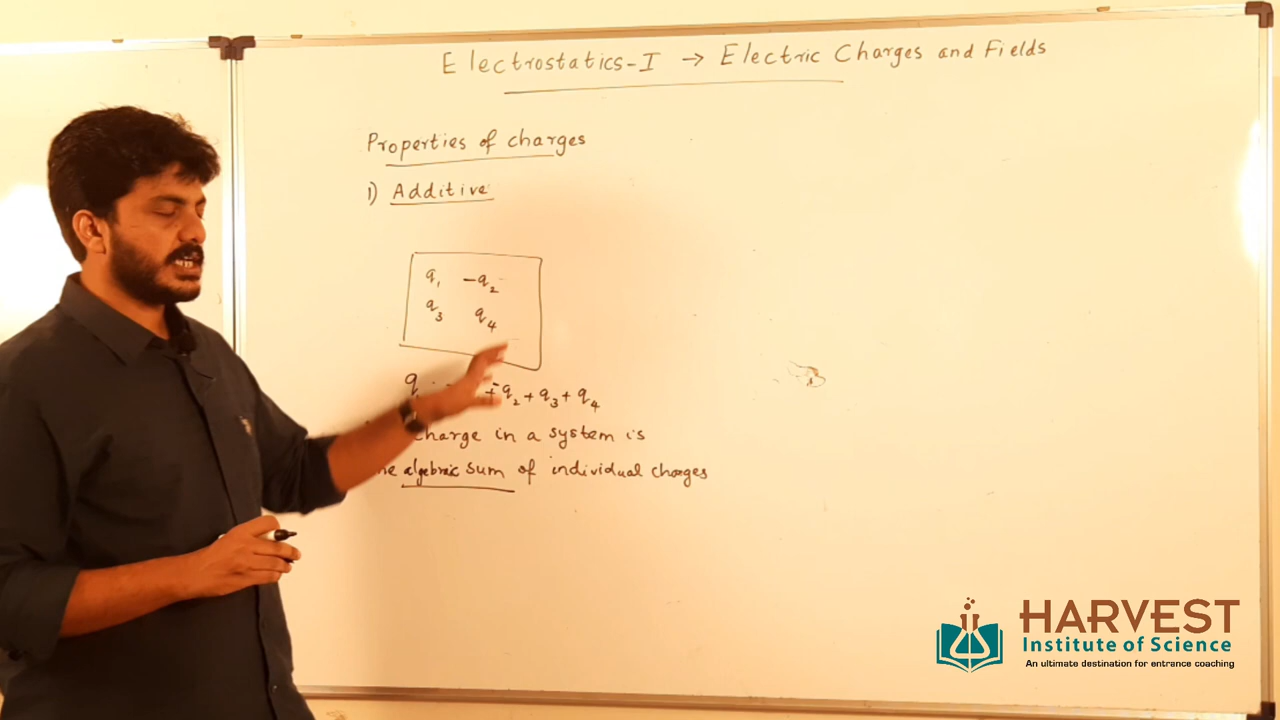 Electrostatics-I → Electric Charges and Fields
Properties of charges
1) Additive
q₁ -q₂
q₃ q₄
q -q₂ + q₃ + q₄
charge in a system is
algebraic sum of individual charges
HARVEST
Institute of Science
An ultimate destination for entrance coaching